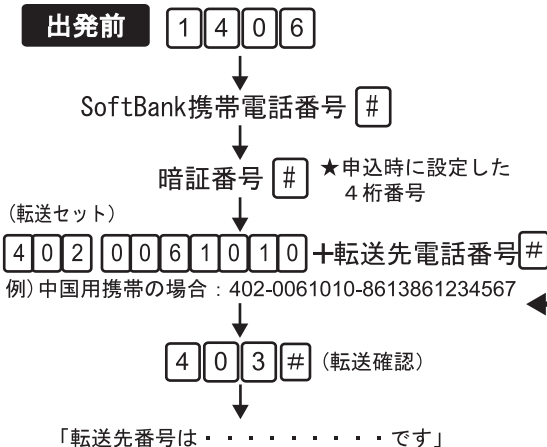 出発前 1406
SoftBank携帯電話番号 #
暗証番号 # ★申込時に設定した
4桁番号
(転送セット)
402 0061010+転送先電話番号#
例)中国用携帯の場合：402-0061010-8613861234567
403# (転送確認)
「転送先番号は・・・・・・・・・です」